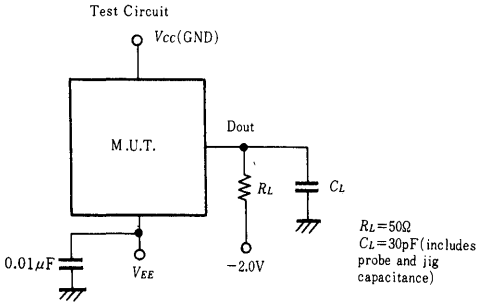 Test Circuit
Vcc(GND)
M.U.T.
Dout
RL
CL
0.01μF
VEE
-2.0V
RL=50Ω
CL=30pF(includes
probe and jig
capacitance)